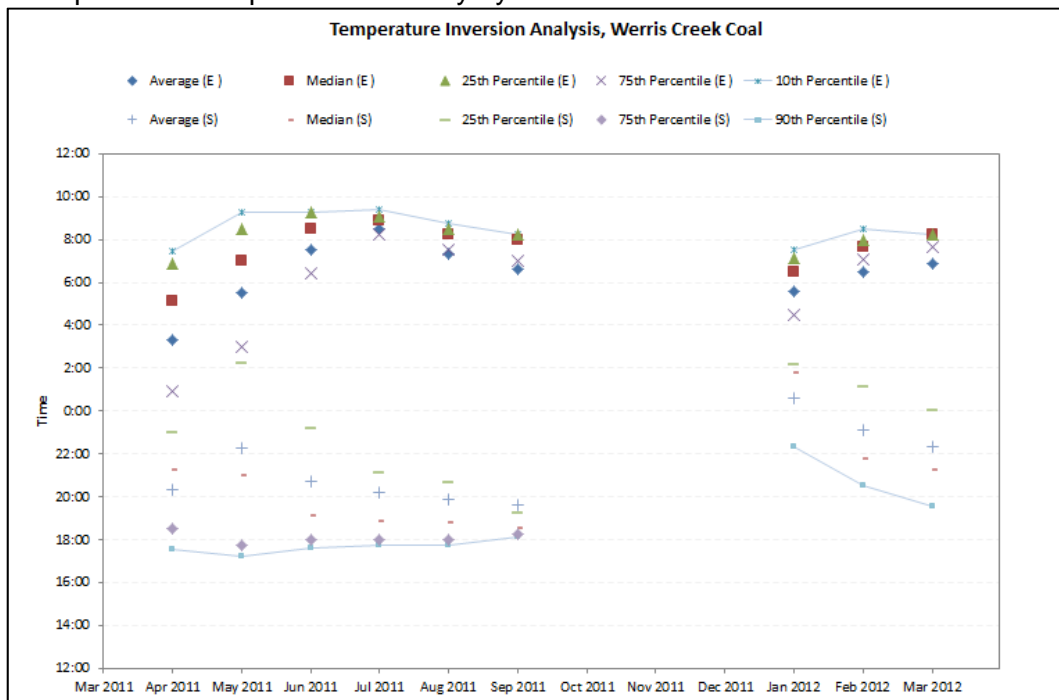 Temperature Inversion Analysis, Werris Creek Coal
Average (E ) Median (E ) 25th Percentile (E ) 75th Percentile (E ) 10th Percentile (E )
Average (S) Median (S) 25th Percentile (S) 75th Percentile (S) 90th Percentile (S)
12:00
10:00
8:00
6:00
4:00
2:00
0:00
22:00
20:00
18:00
16:00
14:00
12:00
Time
Mar 2011 Apr 2011 May 2011 Jun 2011 Jul 2011 Aug 2011 Sep 2011 Oct 2011 Nov 2011 Dec 2011 Jan 2012 Feb 2012 Mar 2012